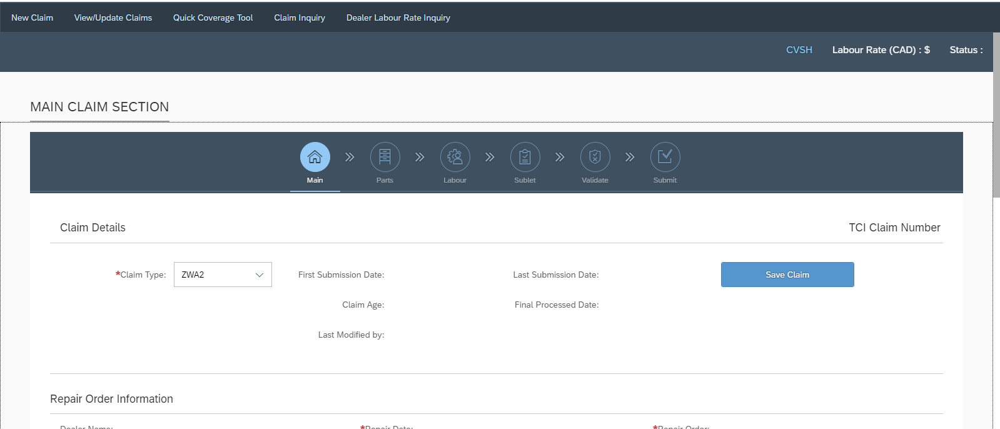 New Claim View/Update Claims Quick Coverage Tool Claim Inquiry Dealer Labour Rate Inquiry
CVSH Labour Rate (CAD) : $ Status :
MAIN CLAIM SECTION
Main Parts Labour Sublet Validate Submit
Claim Details TCI Claim Number
*Claim Type: ZWA2 First Submission Date: Last Submission Date: Save Claim
Claim Age: Final Processed Date:
Last Modified by:
Repair Order Information
Dealer Name: *Repair Date: *Repair Order: